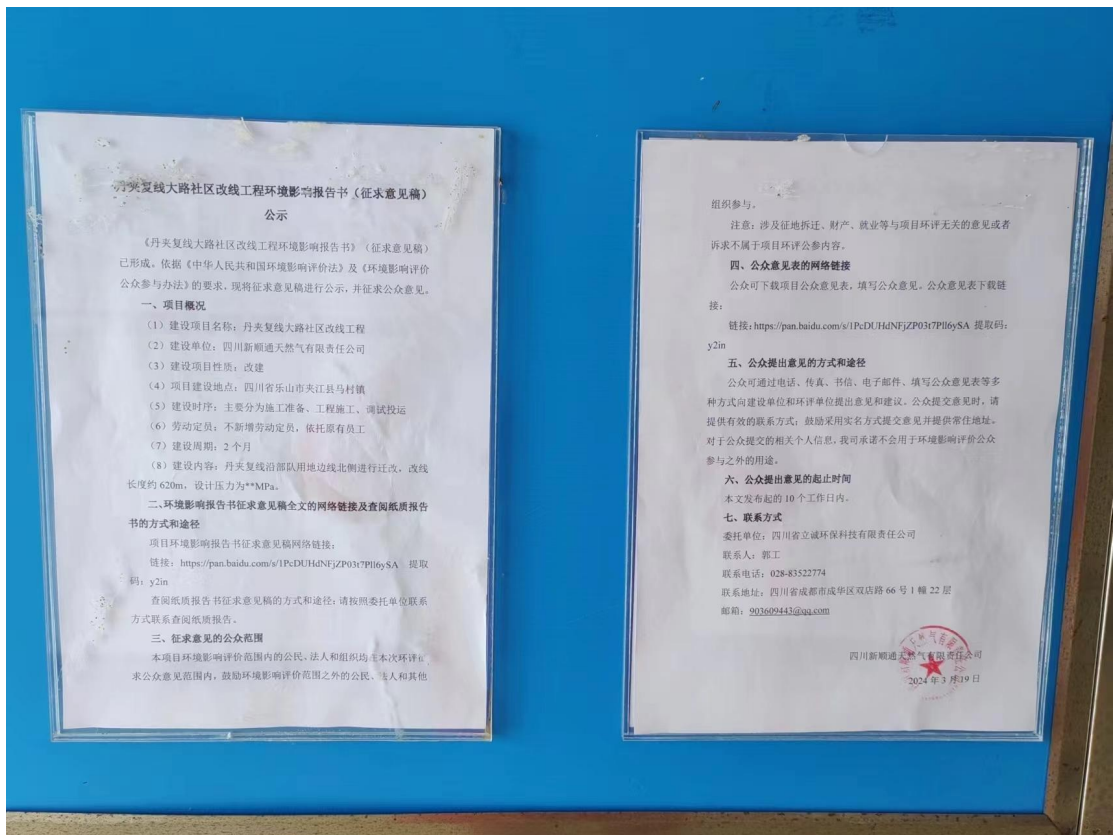 丹夹复线大路社区改线工程环境影响报告书（征求意见稿）
公示
《丹夹复线大路社区改线工程环境影响报告书》（征求意见稿）
已形成。依据《中华人民共和国环境影响评价法》及《环境影响评价
公众参与办法》的要求，现将征求意见稿进行公示，并征求公众意见。
一、项目概况
（1）建设项目名称：丹夹复线大路社区改线工程
（2）建设单位：四川新顺通天然气有限责任公司
（3）建设项目性质：改建
（4）项目建设地点：四川省乐山市夹江县马村镇
（5）建设时序：主要分为施工准备、工程施工、调试投运
（6）劳动定员：不新增劳动定员，依托原有员工
（7）建设周期：2 个月
（8）建设内容：丹夹复线沿部队用地边线北侧进行迁改，改线
长度约 620m，设计压力为**MPa。
二、环境影响报告书征求意见稿全文的网络链接及查阅纸质报告
书的方式和途径
项目环境影响报告书征求意见稿网络链接：
链接：https://pan.baidu.com/s/1PcDUHdNFjZP03t7Pll6ySA 提取
码：y2in
查阅纸质报告书征求意见稿的方式和途径：请按照委托单位联系
方式联系查阅纸质报告。
三、征求意见的公众范围
本项目环境影响评价范围内的公民、法人和组织均在本次环评征
求公众意见范围内，鼓励环境影响评价范围之外的公民、法人和其他
组织参与。
注意：涉及征地拆迁、财产、就业等与项目环评无关的意见或者
诉求不属于项目环评公参内容。
四、公众意见表的网络链接
公众可下载项目公众意见表，填写公众意见。公众意见表下载链
接：
链接：https://pan.baidu.com/s/1PcDUHdNFjZP03t7Pll6ySA 提取码：
y2in
五、公众提出意见的方式和途径
公众可通过电话、传真、书信、电子邮件、填写公众意见表等多
种方式向建设单位和环评单位提出意见和建议。公众提交意见时，请
提供有效的联系方式；鼓励采用实名方式提交意见并提供常住地址。
对于公众提交的相关个人信息，我司承诺不会用于环境影响评价公众
参与之外的用途。
六、公众提出意见的起止时间
本文发布起的 10 个工作日内。
七、联系方式
委托单位：四川省立诚环保科技有限责任公司
联系人：郭工
联系电话：028-83522774
联系地址：四川省成都市成华区双店路 66 号 1 幢 22 层
邮箱：903609443@qq.com
四川新顺通天然气有限责任公司
2024 年 3 月 19 日